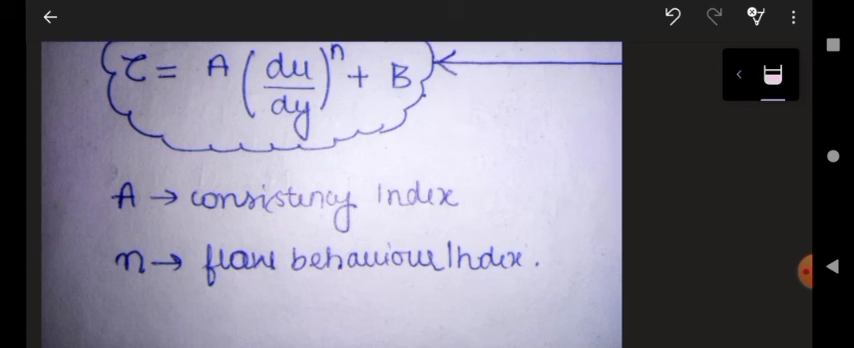 τ = A (du/dy)^n + B
A → consistency Index
n → flow behaviour Index.